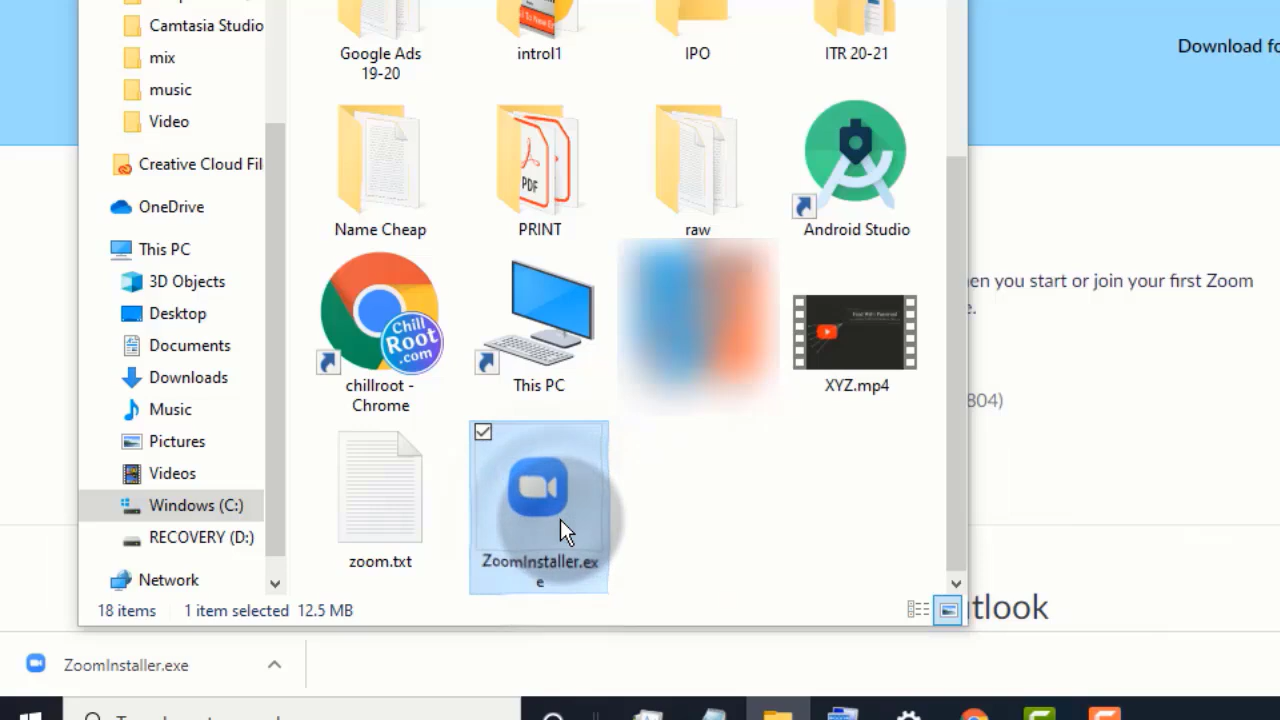 Camtasia Studio
mix
music
Video
Creative Cloud Fil
OneDrive
This PC
3D Objects
Desktop
Documents
Downloads
Music
Pictures
Videos
Windows (C:)
RECOVERY (D:)
Network
Google Ads
19-20
introl1
IPO
ITR 20-21
Name Cheap
PDF
PRINT
raw
Android Studio
Chill
Root
.com
chillroot -
Chrome
This PC
XYZ.mp4
zoom.txt
ZoomInstaller.ex
e
18 items 1 item selected 12.5 MB
Download fo
en you start or join your first Zoom
e.
804)
utlook
ZoomInstaller.exe